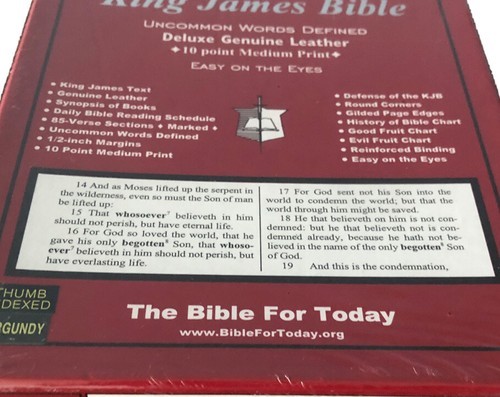 King James Bible
UNCOMMON WORDS DEFINED
Deluxe Genuine Leather
✦10 point Medium Print✦
EASY ON THE EYES
• King James Text
• Genuine Leather
• Synopsis of Books
• Daily Bible Reading Schedule
• 85-Verse Sections ♦ Marked ♦
• Uncommon Words Defined
• 1/2-inch Margins
• 10 Point Medium Print
• Defense of the KJB
• Round Corners
• Gilded Page Edges
• History of Bible Chart
• Good Fruit Chart
• Evil Fruit Chart
• Reinforced Binding
• Easy on the Eyes
14 And as Moses lifted up the serpent in
the wilderness, even so must the Son of man
be lifted up:
15 That whosoever⁷ believeth in him
should not perish, but have eternal life.
16 For God so loved the world, that he
gave his only begotten⁸ Son, that whoso-
ever⁷ believeth in him should not perish, but
have everlasting life.
17 For God sent not his Son into the
world to condemn the world; but that the
world through him might be saved.
18 He that believeth on him is not con-
demned: but he that believeth not is con-
demned already, because he hath not be-
lieved in the name of the only begotten⁸ Son
of God.
19 And this is the condemnation,
THUMB
INDEXED
RGUNDY
The Bible For Today
www.BibleForToday.org